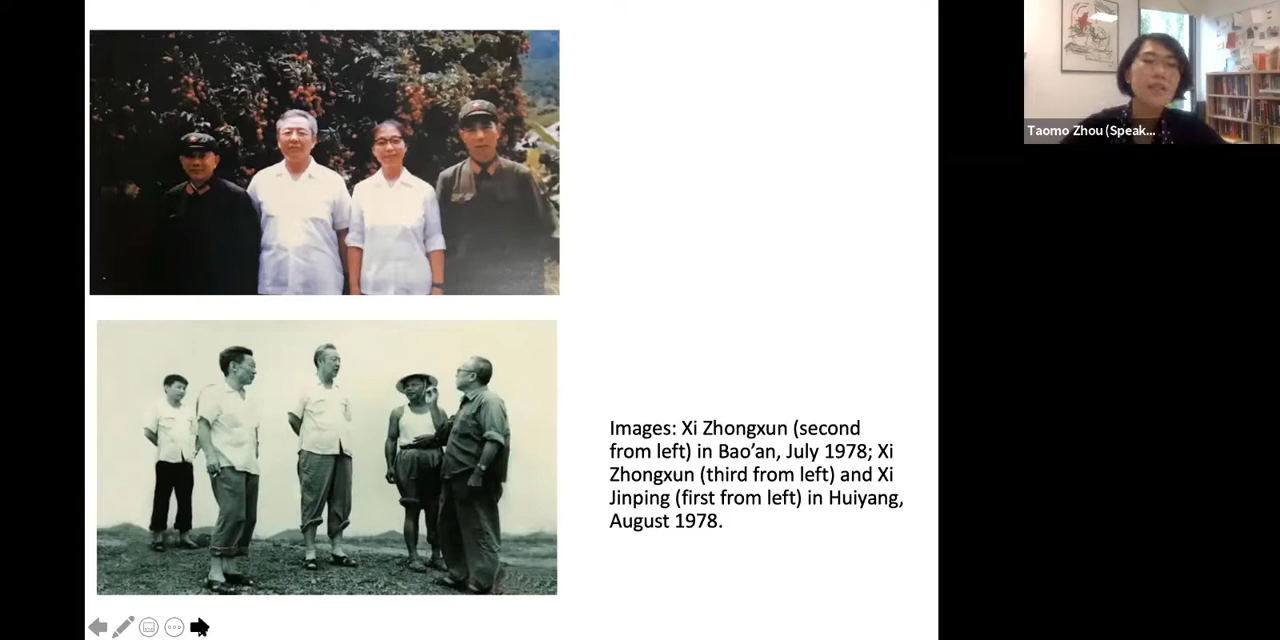 Taomo Zhou (Speak...
Images: Xi Zhongxun (second
from left) in Bao’an, July 1978; Xi
Zhongxun (third from left) and Xi
Jinping (first from left) in Huiyang,
August 1978.